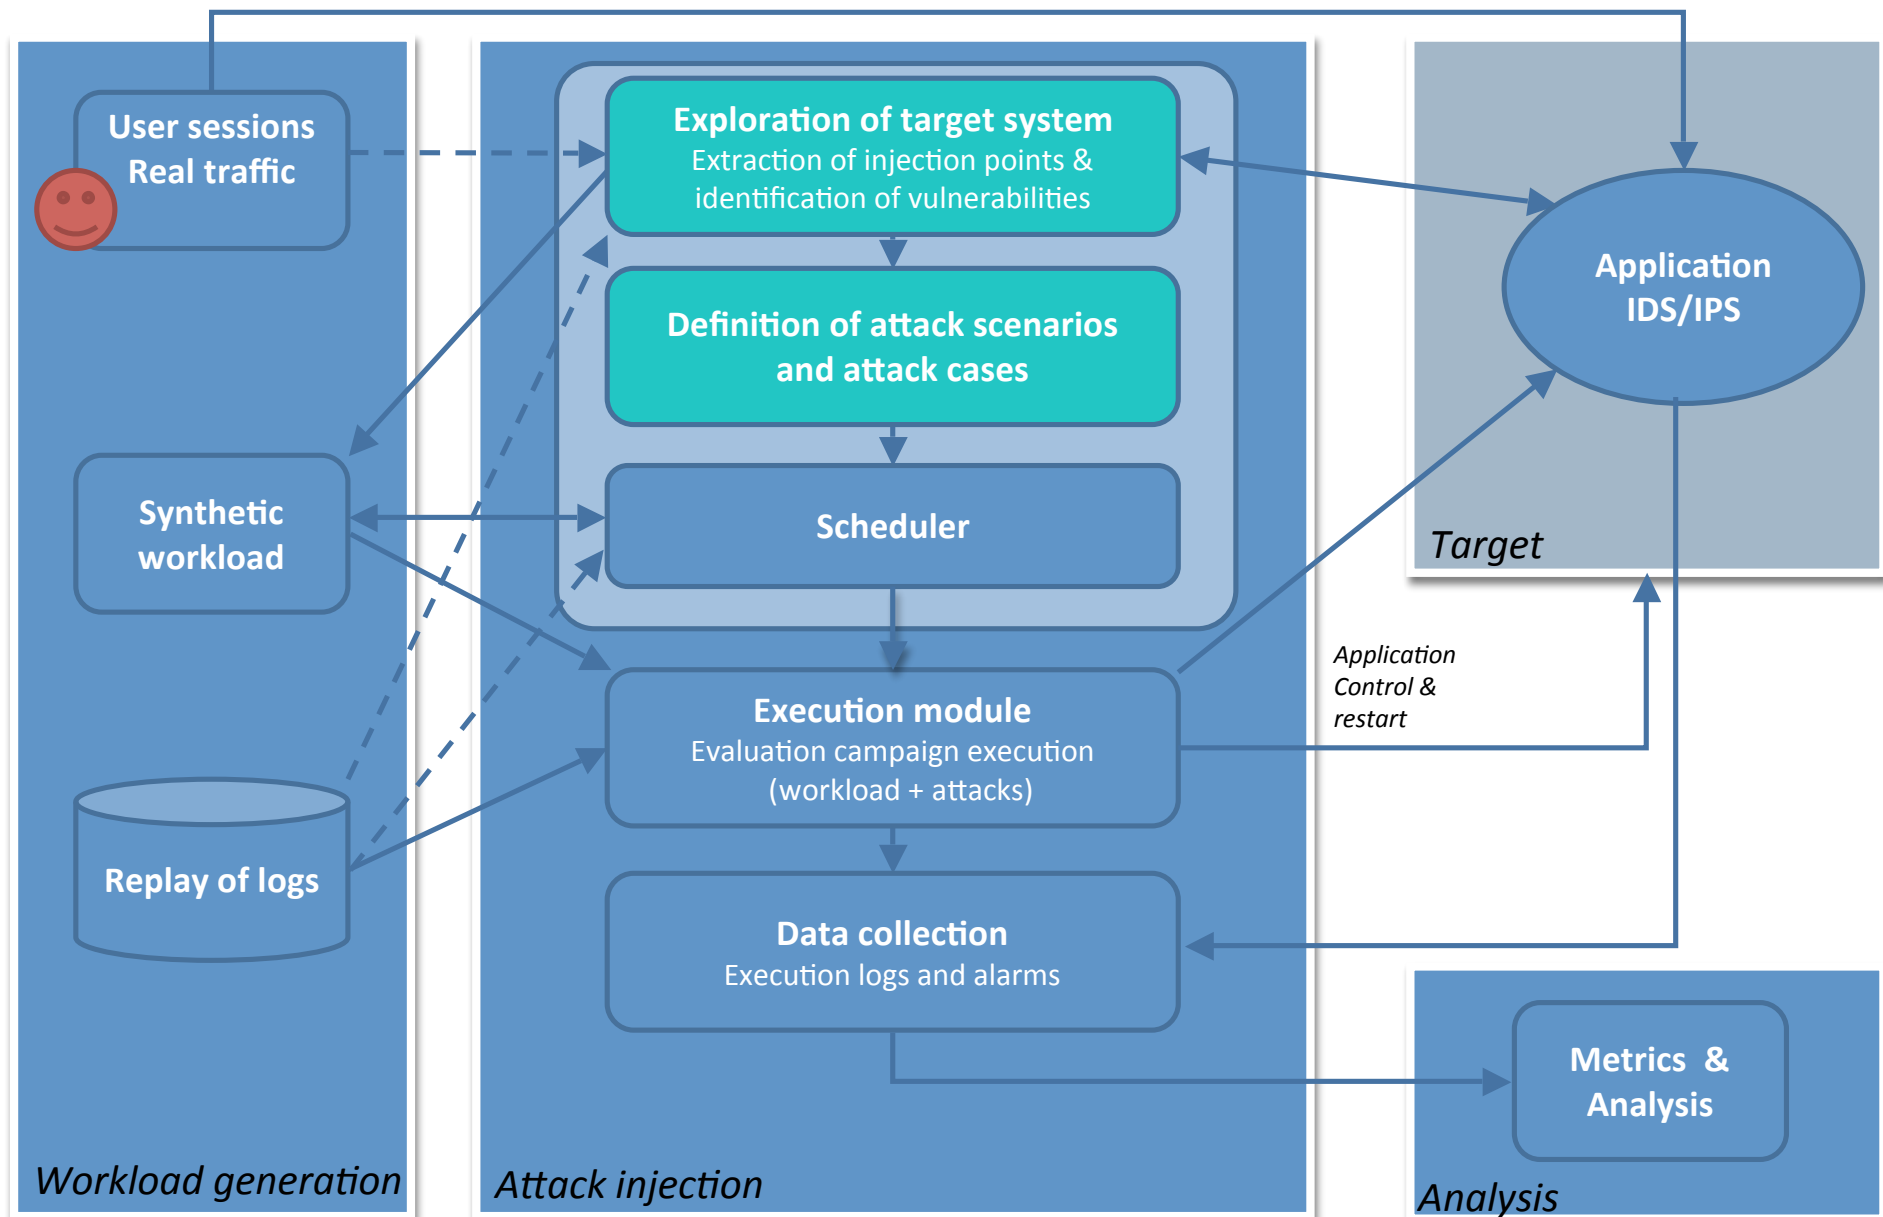 User sessions
Real traffic
Synthetic
workload
Replay of logs
Workload generation
Exploration of target system
Extraction of injection points &
identification of vulnerabilities
Definition of attack scenarios
and attack cases
Scheduler
Execution module
Evaluation campaign execution
(workload + attacks)
Data collection
Execution logs and alarms
Attack injection
Application
IDS/IPS
Target
Application
Control &
restart
Metrics &
Analysis
Analysis